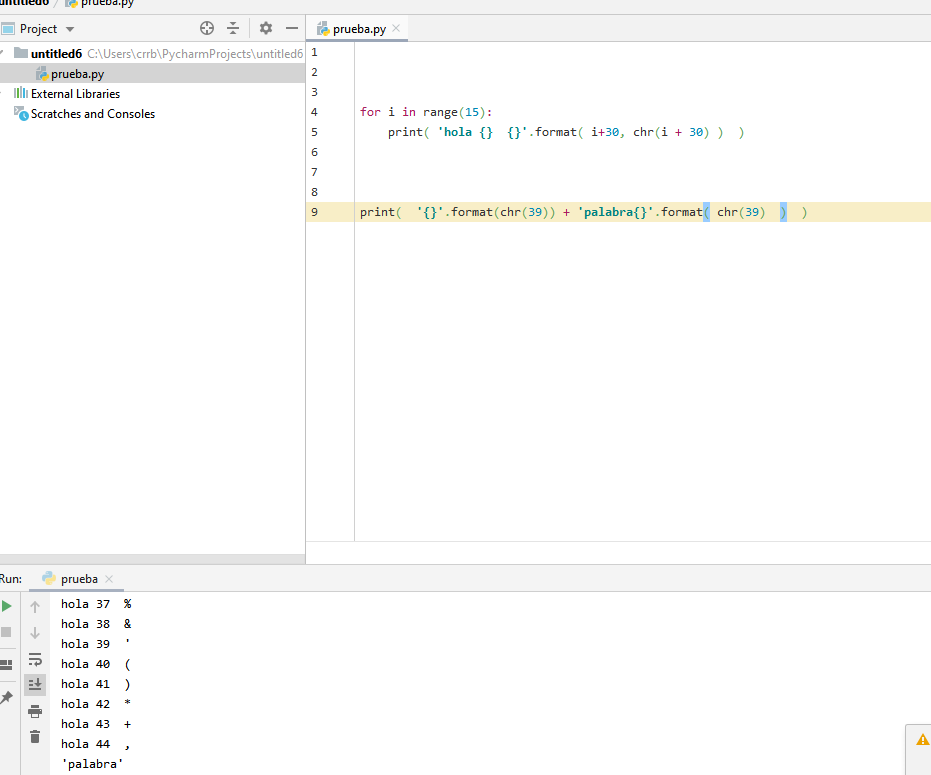 untitled6 / prueba.py
Project
prueba.py
untitled6 C:\Users\crrb\PycharmProjects\untitled6
prueba.py
External Libraries
Scratches and Consoles
1
2
3
4 for i in range(15):
5 print( 'hola {}  {}'.format( i+30, chr(i + 30) )  )
6
7
8
9 print(  '{}'.format(chr(39)) + 'palabra{}'.format( chr(39)  )  )
Run: prueba
hola 37  %
hola 38  &
hola 39  '
hola 40  (
hola 41  )
hola 42  *
hola 43  +
hola 44  ,
'palabra'